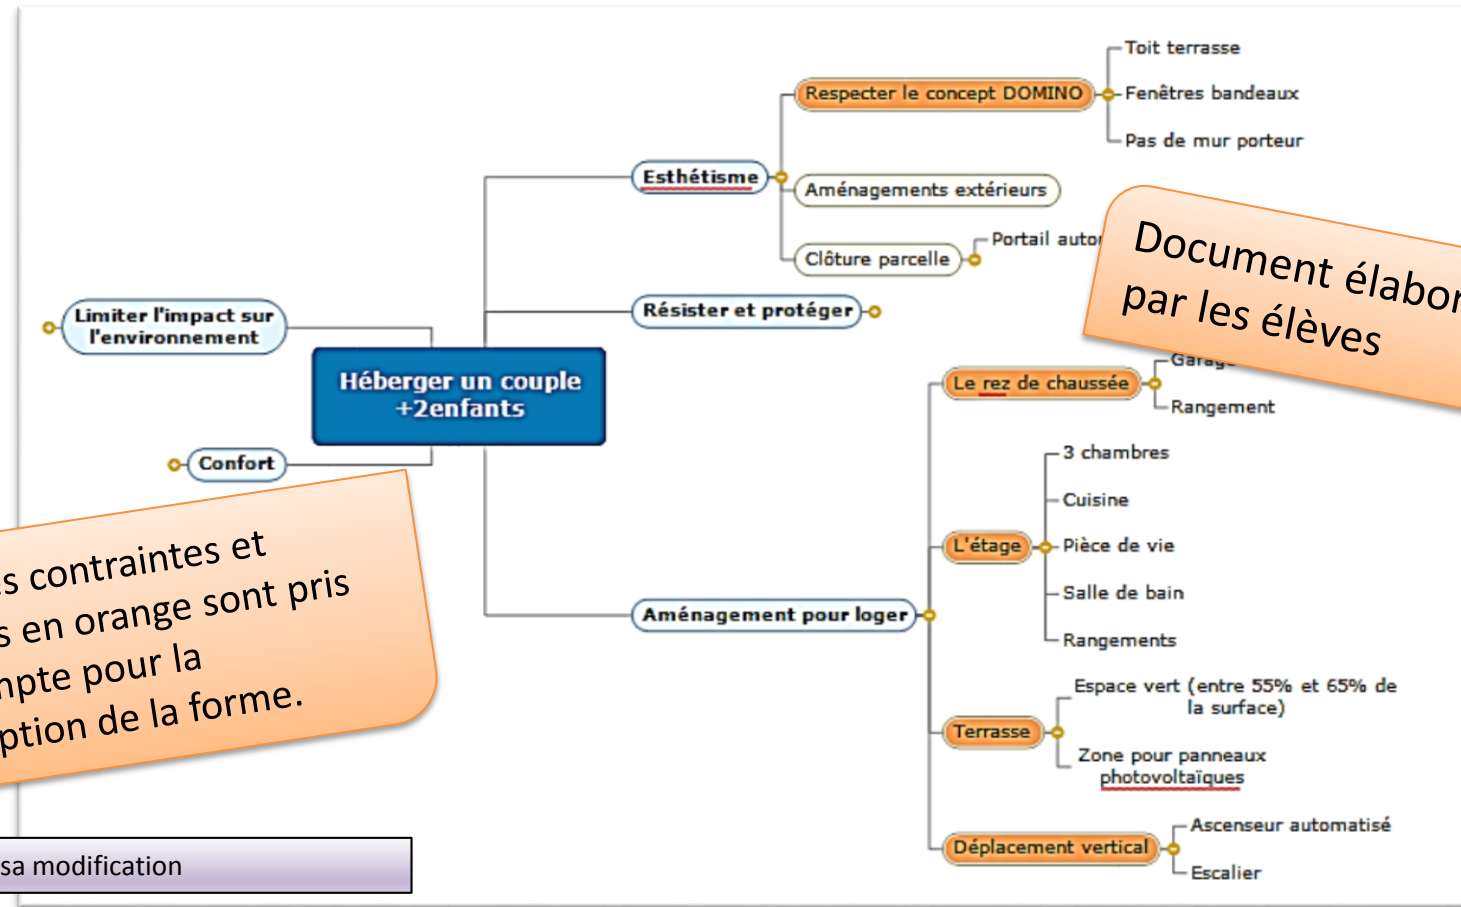 Toit terrasse
Respecter le concept DOMINO
Fenêtres bandeaux
Pas de mur porteur
Esthétisme
Aménagements extérieurs
Clôture parcelle
Portail
Document
par les élèves
Limiter l'impact sur
l'environnement
Résister et protéger
Héberger un couple
+2enfants
Le rez de chaussée
Rangement
Confort
3 chambres
Cuisine
L'étage
Pièce de vie
Salle de bain
Rangements
contraintes et
en orange sont pris
pour la
de la forme.
Aménagement pour loger
Espace vert (entre 55% et 65% de
la surface)
Terrasse
Zone pour panneaux
photovoltaïques
Ascenseur automatisé
Déplacement vertical
Escalier
sa modification